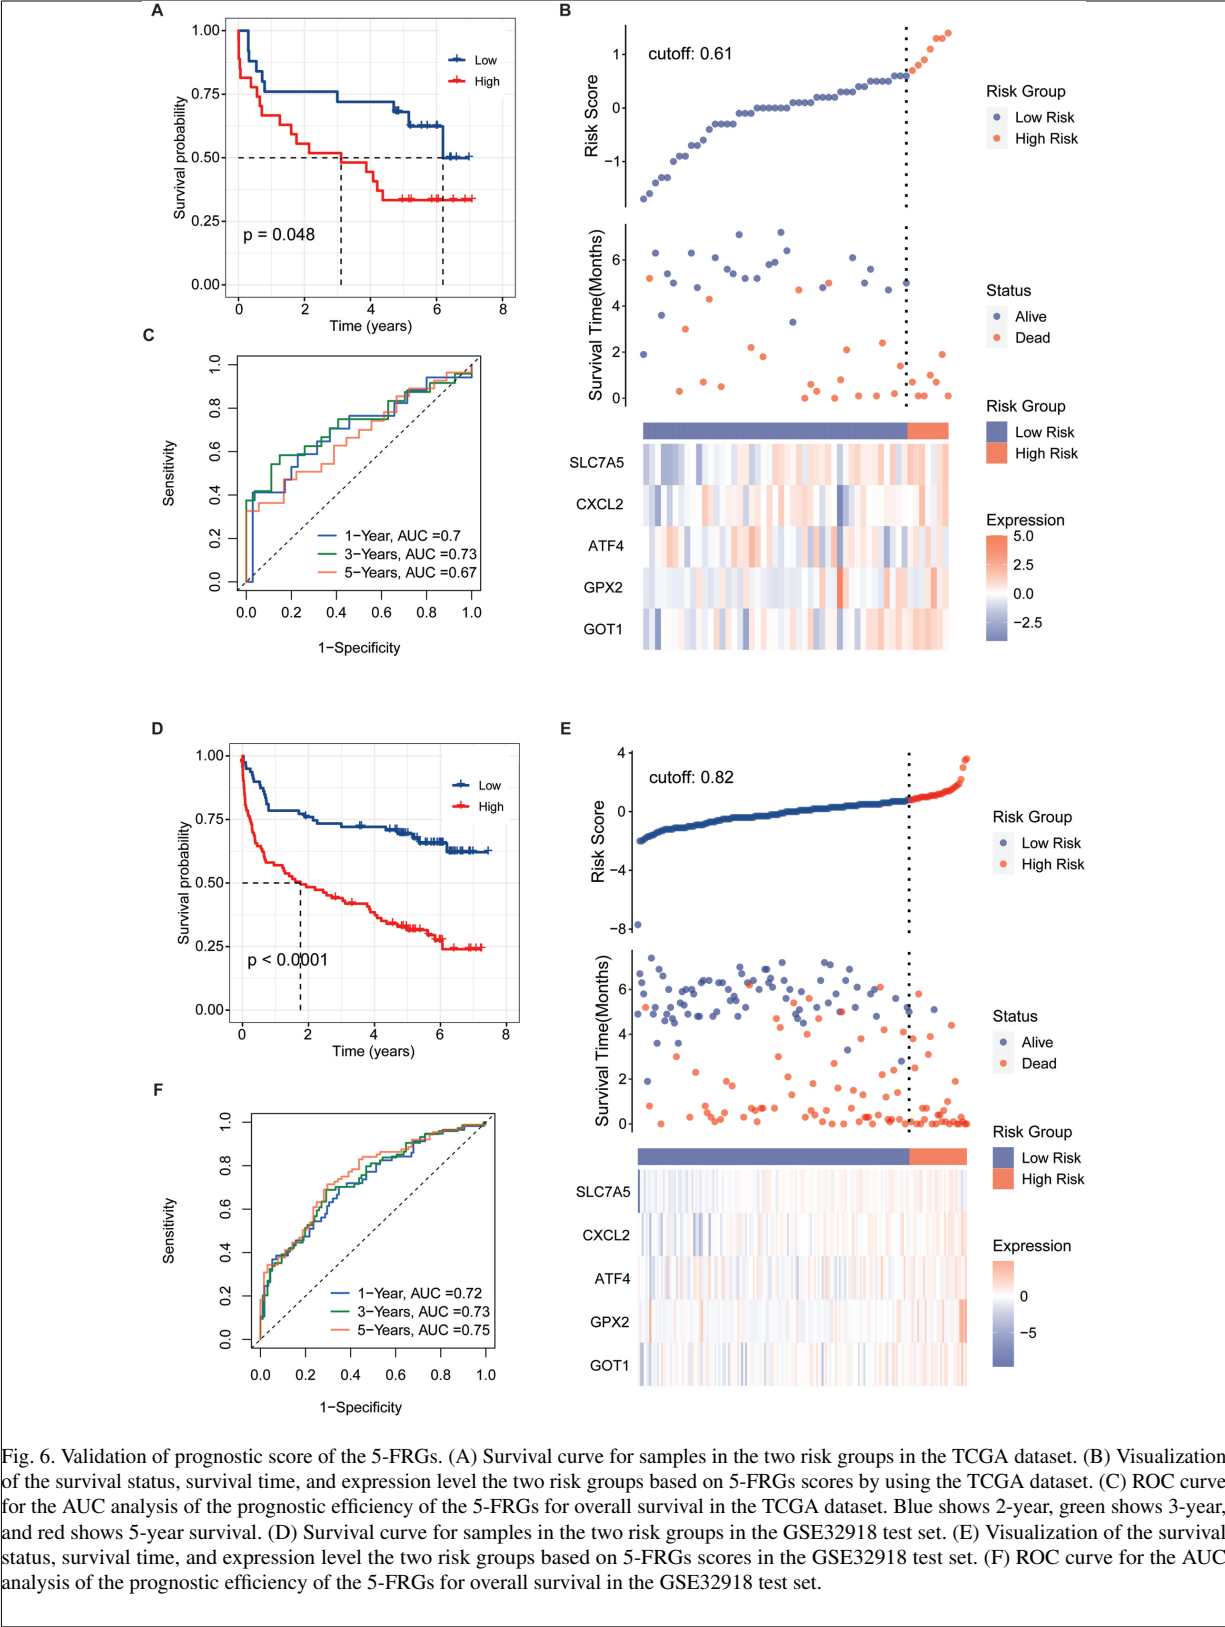 A
1.00
0.75
0.50
0.25
0.00
Survival probability
Low
High
p = 0.048
0 2 4 6 8
Time (years)
B
cutoff: 0.61
1
0
−1
Risk Score
Risk Group
Low Risk
High Risk
6
4
2
0
Survival Time(Months)
Status
Alive
Dead
Risk Group
Low Risk
High Risk
SLC7A5
CXCL2
ATF4
GPX2
GOT1
Expression
5.0
2.5
0.0
−2.5
C
1.0
0.8
0.6
0.4
0.2
0.0
Sensitivity
1−Year, AUC =0.7
3−Years, AUC =0.73
5−Years, AUC =0.67
0.0 0.2 0.4 0.6 0.8 1.0
1−Specificity
D
1.00
0.75
0.50
0.25
0.00
Survival probability
Low
High
p < 0.0001
0 2 4 6 8
Time (years)
E
cutoff: 0.82
4
0
−4
−8
Risk Score
Risk Group
Low Risk
High Risk
6
4
2
0
Survival Time(Months)
Status
Alive
Dead
Risk Group
Low Risk
High Risk
SLC7A5
CXCL2
ATF4
GPX2
GOT1
Expression
0
−5
F
1.0
0.8
0.6
0.4
0.2
0.0
Sensitivity
1−Year, AUC =0.72
3−Years, AUC =0.73
5−Years, AUC =0.75
0.0 0.2 0.4 0.6 0.8 1.0
1−Specificity
Fig. 6. Validation of prognostic score of the 5-FRGs. (A) Survival curve for samples in the two risk groups in the TCGA dataset. (B) Visualization
of the survival status, survival time, and expression level the two risk groups based on 5-FRGs scores by using the TCGA dataset. (C) ROC curve
for the AUC analysis of the prognostic efficiency of the 5-FRGs for overall survival in the TCGA dataset. Blue shows 2-year, green shows 3-year,
and red shows 5-year survival. (D) Survival curve for samples in the two risk groups in the GSE32918 test set. (E) Visualization of the survival
status, survival time, and expression level the two risk groups based on 5-FRGs scores in the GSE32918 test set. (F) ROC curve for the AUC
analysis of the prognostic efficiency of the 5-FRGs for overall survival in the GSE32918 test set.